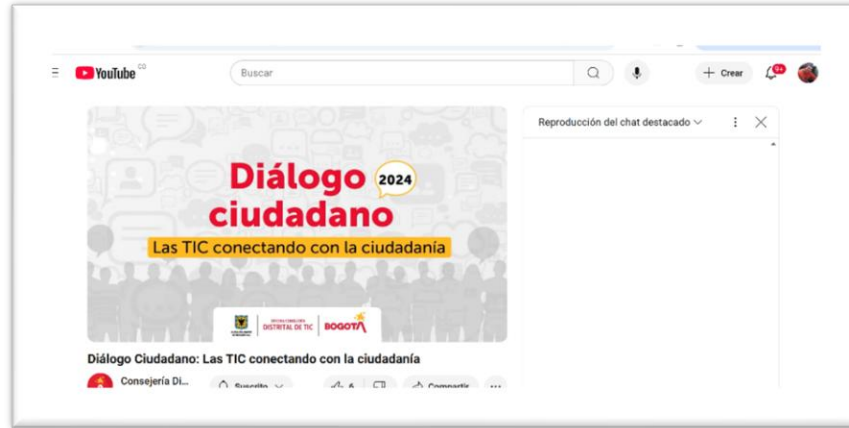 YouTube CO
Buscar
Crear
9+
Diálogo 2024
ciudadano
Las TIC conectando con la ciudadanía
DISTRITAL DE TIC
BOGOTÁ
Reproducción del chat destacado
Diálogo Ciudadano: Las TIC conectando con la ciudadanía
Consejería Di...
Suscrito
6
Compartir
...